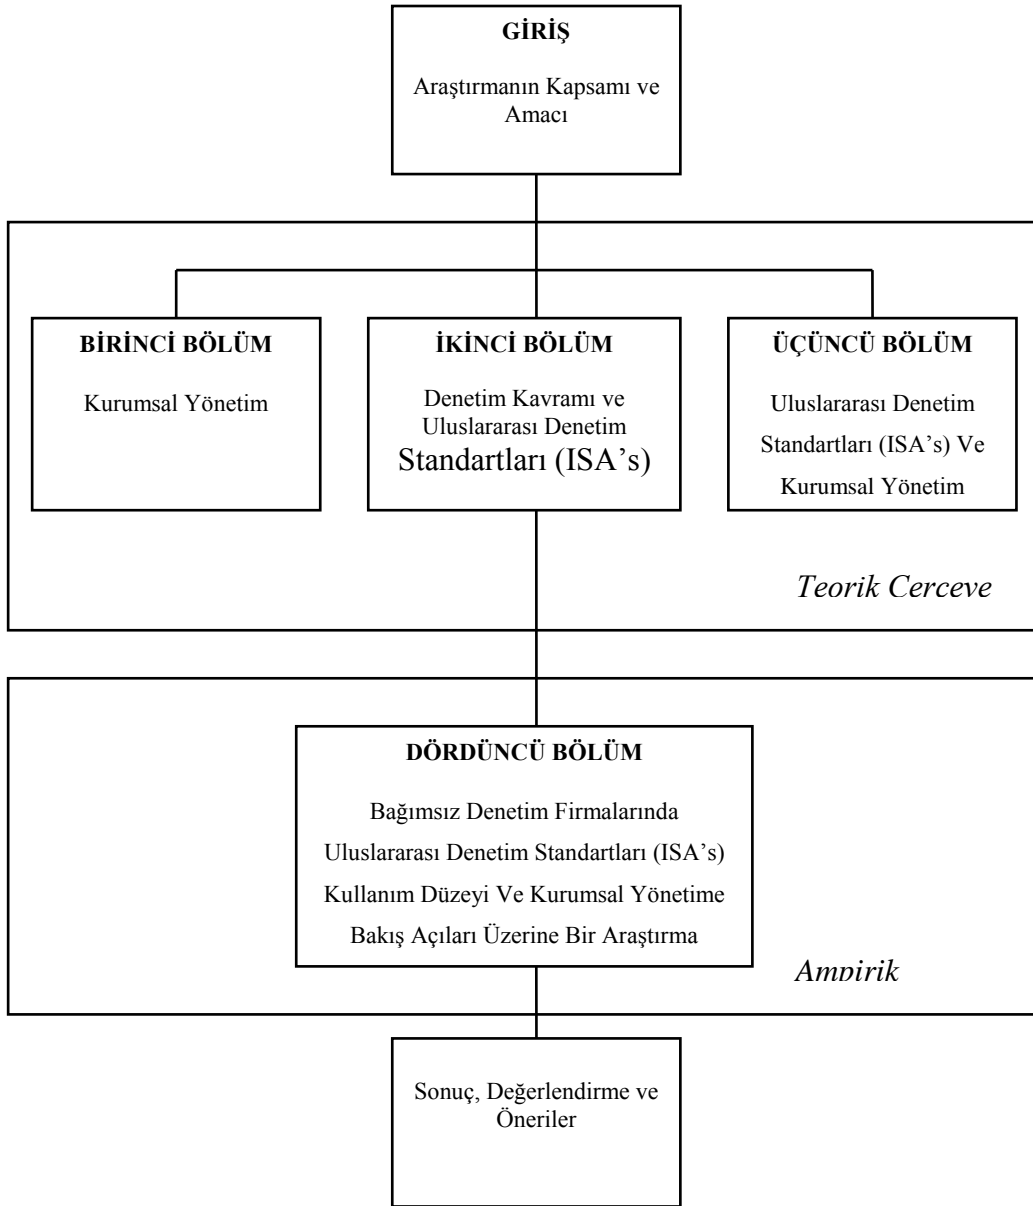 GİRİŞ
Araştırmanın Kapsamı ve
Amacı
BİRİNCİ BÖLÜM
Kurumsal Yönetim
İKİNCİ BÖLÜM
Denetim Kavramı ve
Uluslararası Denetim
Standartları (ISA’s)
ÜÇÜNCÜ BÖLÜM
Uluslararası Denetim
Standartları (ISA’s) Ve
Kurumsal Yönetim
Teorik Cerceve
DÖRDÜNCÜ BÖLÜM
Bağımsız Denetim Firmalarında
Uluslararası Denetim Standartları (ISA’s)
Kullanım Düzeyi Ve Kurumsal Yönetime
Bakış Açıları Üzerine Bir Araştırma
Ampirik
Sonuç, Değerlendirme ve
Öneriler